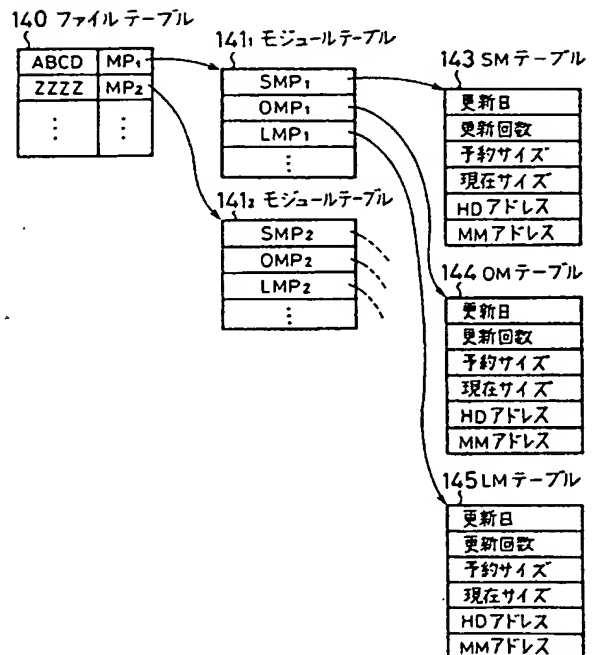 140 ファイルテーブル
ABCD MP₁
ZZZZ MP₂
⋮ ⋮
141₁ モジュールテーブル
SMP₁
OMP₁
LMP₁
⋮
141₂ モジュールテーブル
SMP₂
OMP₂
LMP₂
⋮
143 SMテーブル
更新日
更新回数
予約サイズ
現在サイズ
HDアドレス
MMアドレス
144 OMテーブル
更新日
更新回数
予約サイズ
現在サイズ
HDアドレス
MMアドレス
145 LMテーブル
更新日
更新回数
予約サイズ
現在サイズ
HDアドレス
MMアドレス